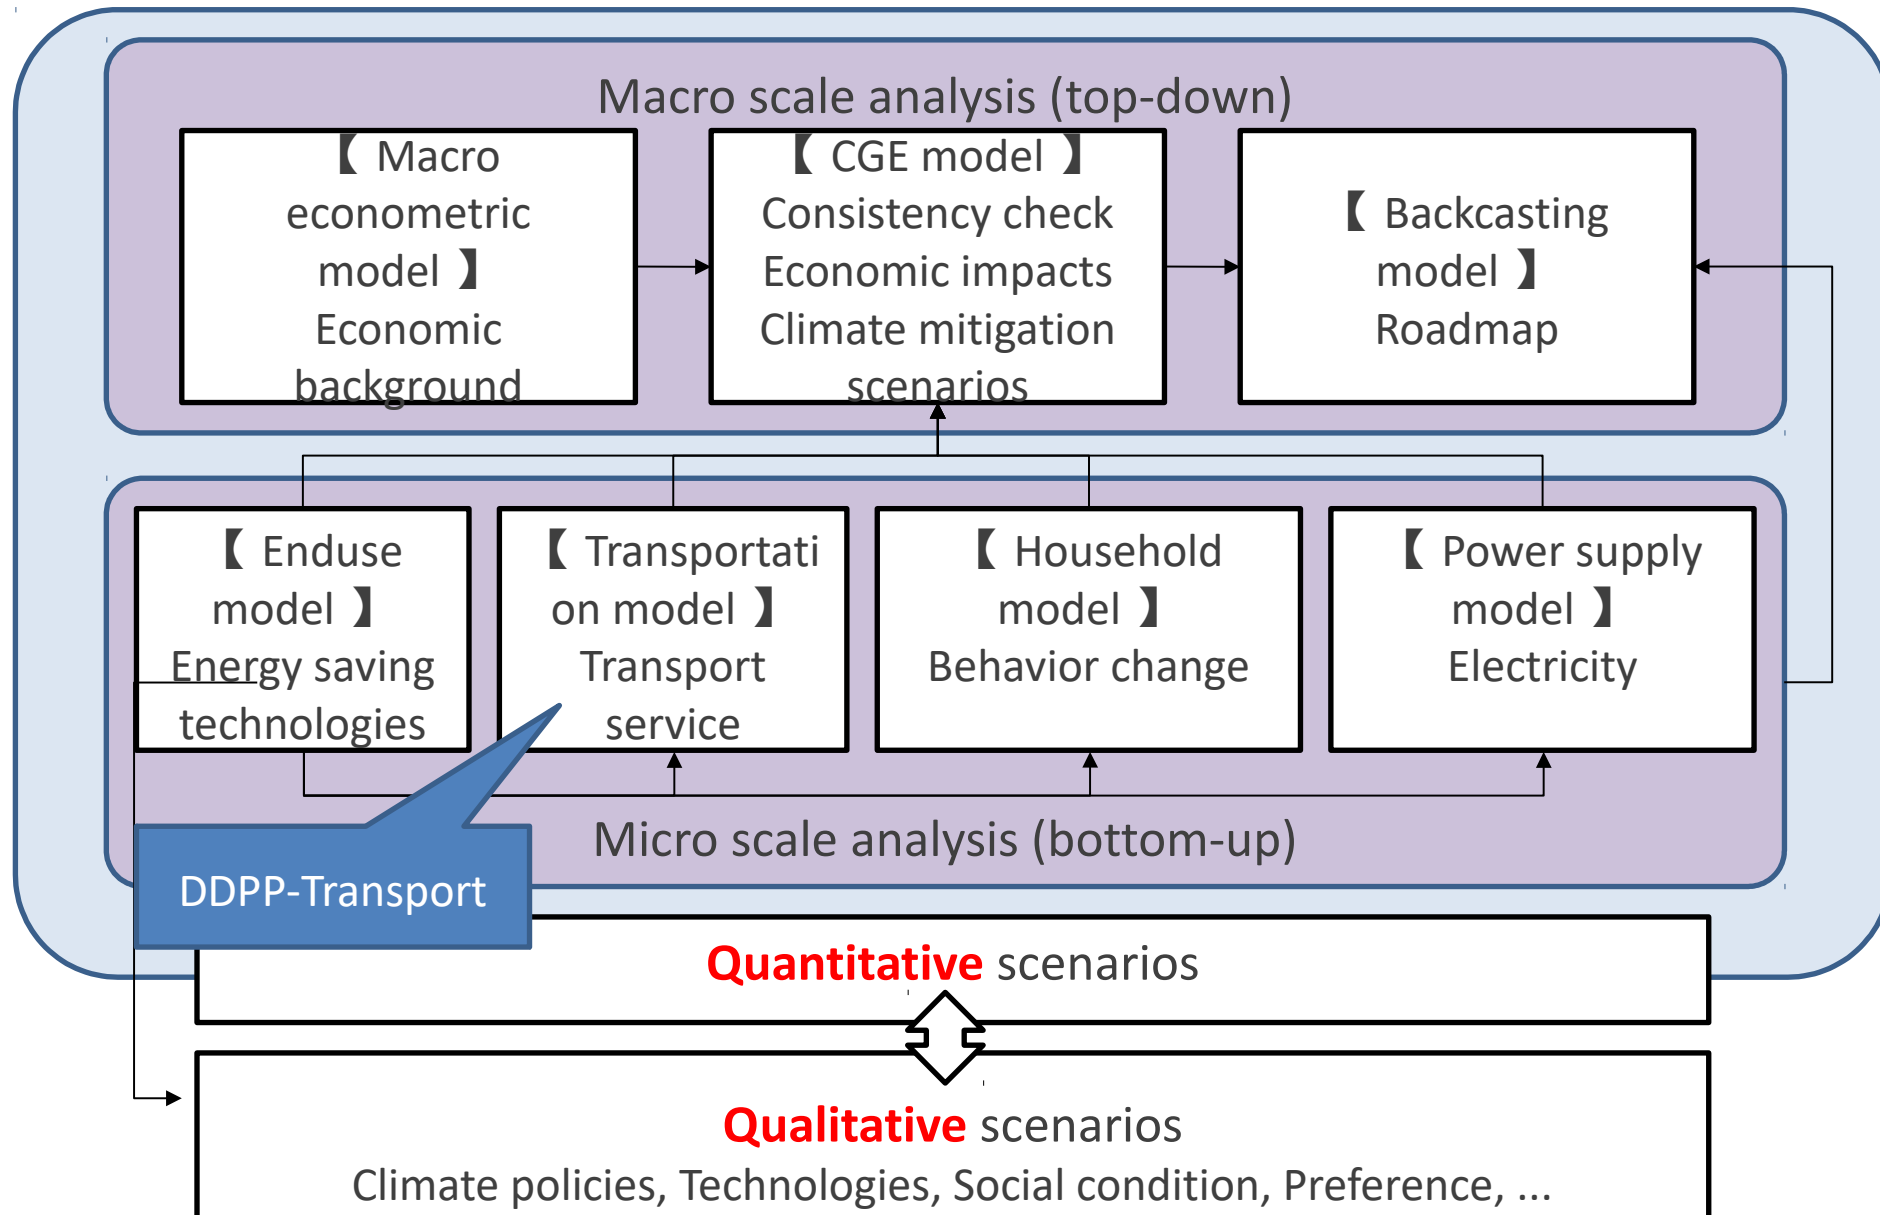 Macro scale analysis (top-down)
【 Macro
econometric
model 】
Economic
background
【 CGE model 】
Consistency check
Economic impacts
Climate mitigation
scenarios
【 Backcasting
model 】
Roadmap
【 Enduse
model 】
Energy saving
technologies
【 Transportati
on model 】
Transport
service
【 Household
model 】
Behavior change
【 Power supply
model 】
Electricity
Micro scale analysis (bottom-up)
DDPP-Transport
Quantitative scenarios
Qualitative scenarios
Climate policies, Technologies, Social condition, Preference, ...